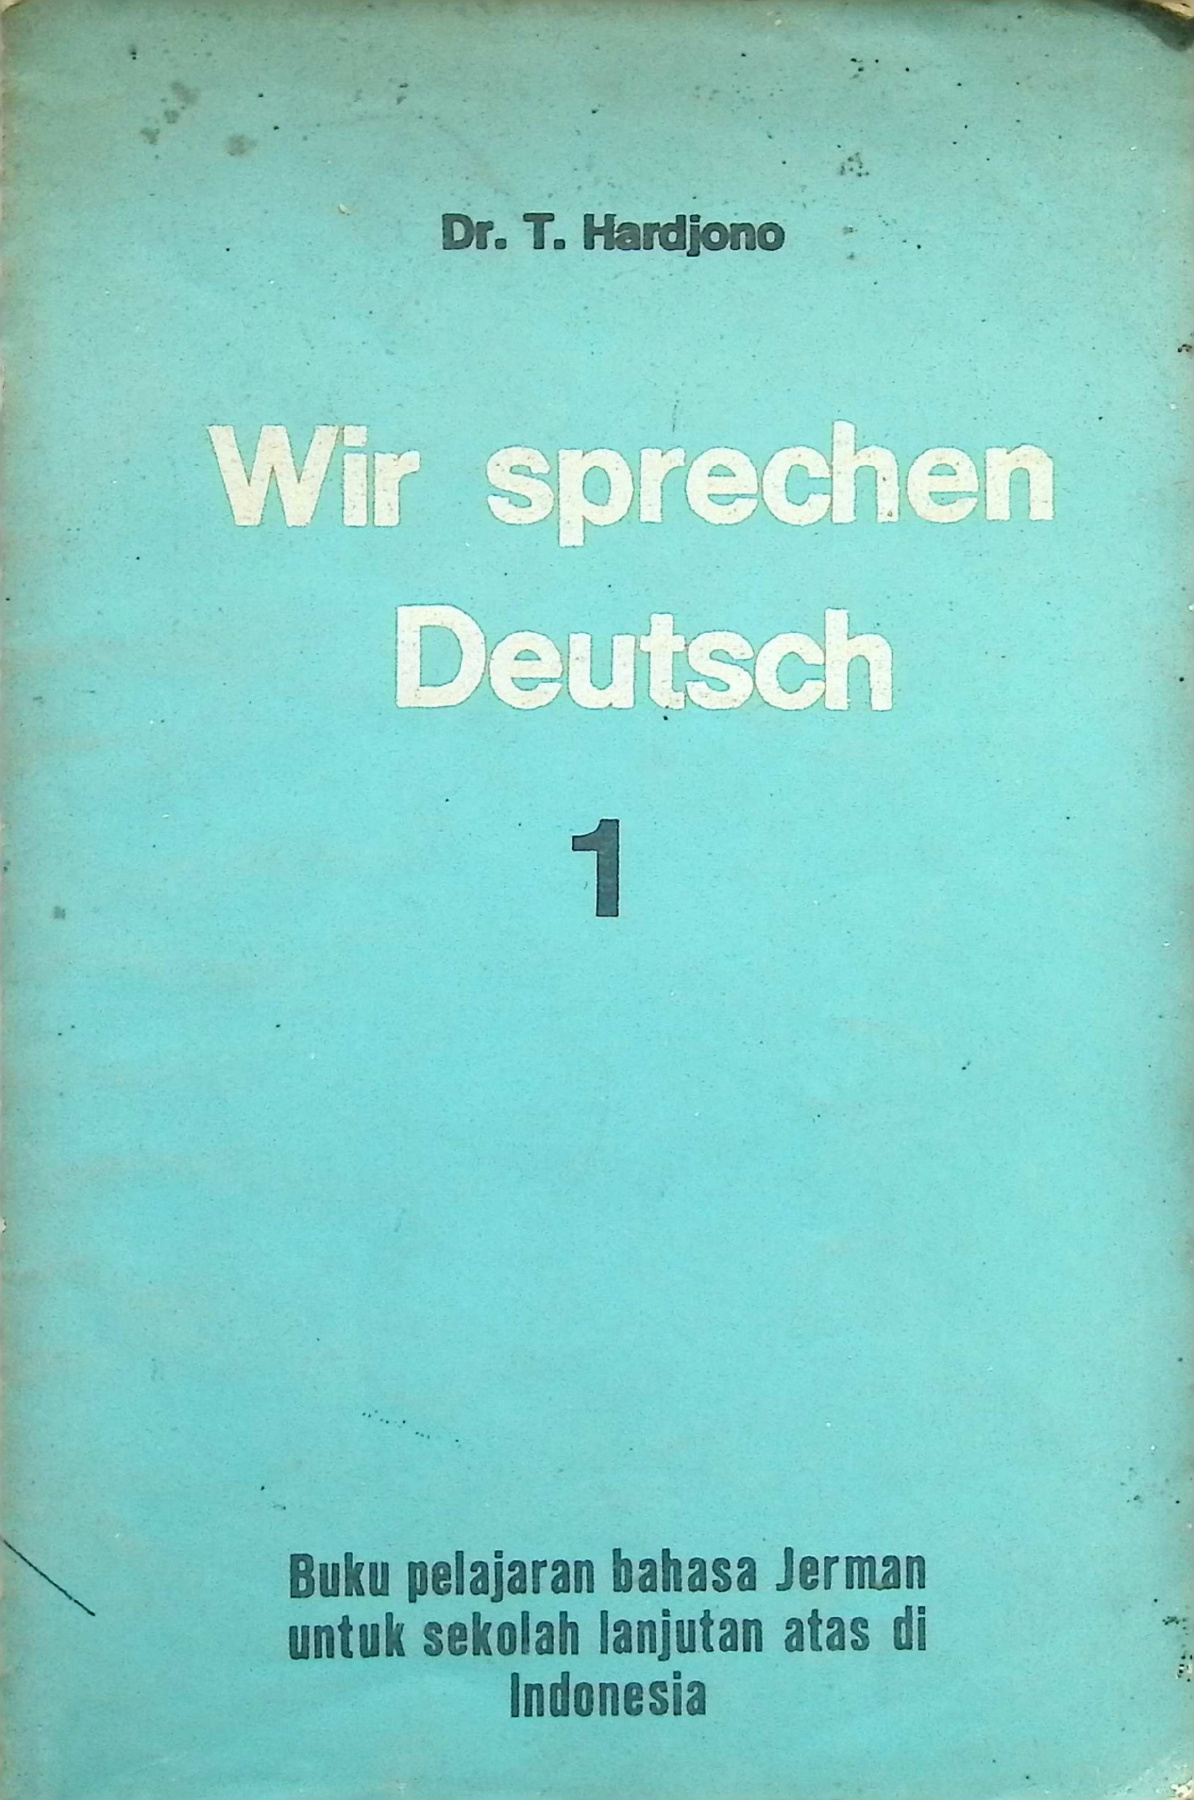 Dr. T. Hardjono
Wir sprechen
Deutsch
1
Buku pelajaran bahasa Jerman
untuk sekolah lanjutan atas di
Indonesia